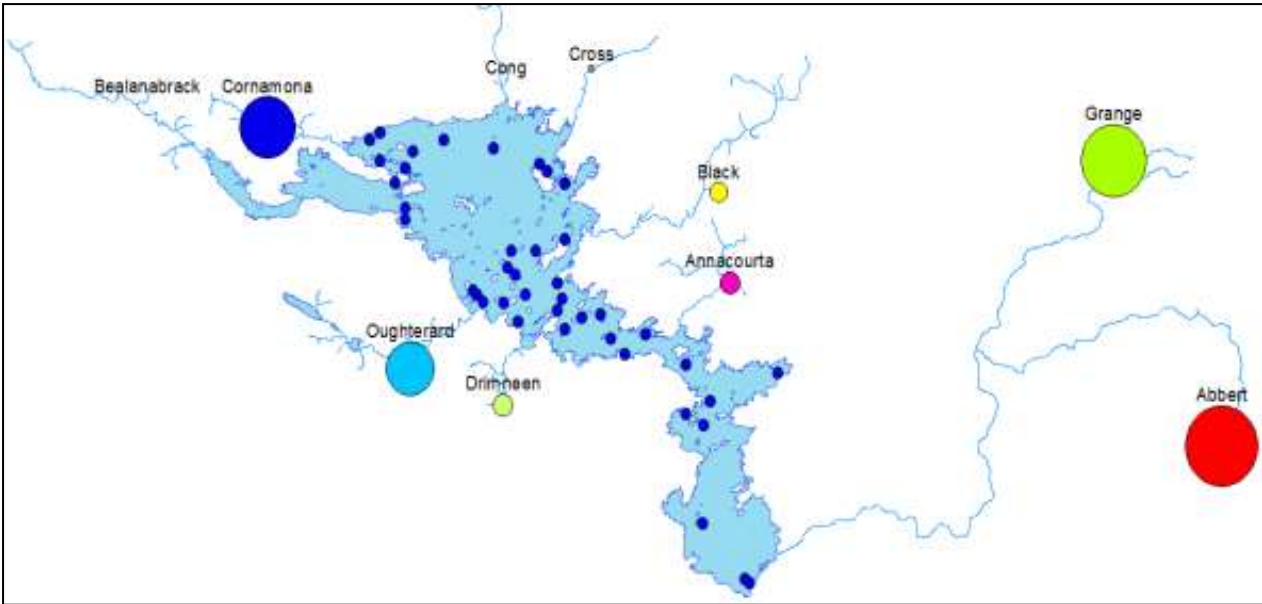 Cross
Cong
Bealanabrack
Cornamona
Grange
Black
Annacourta
Oughterard
Drimneen
Abbert